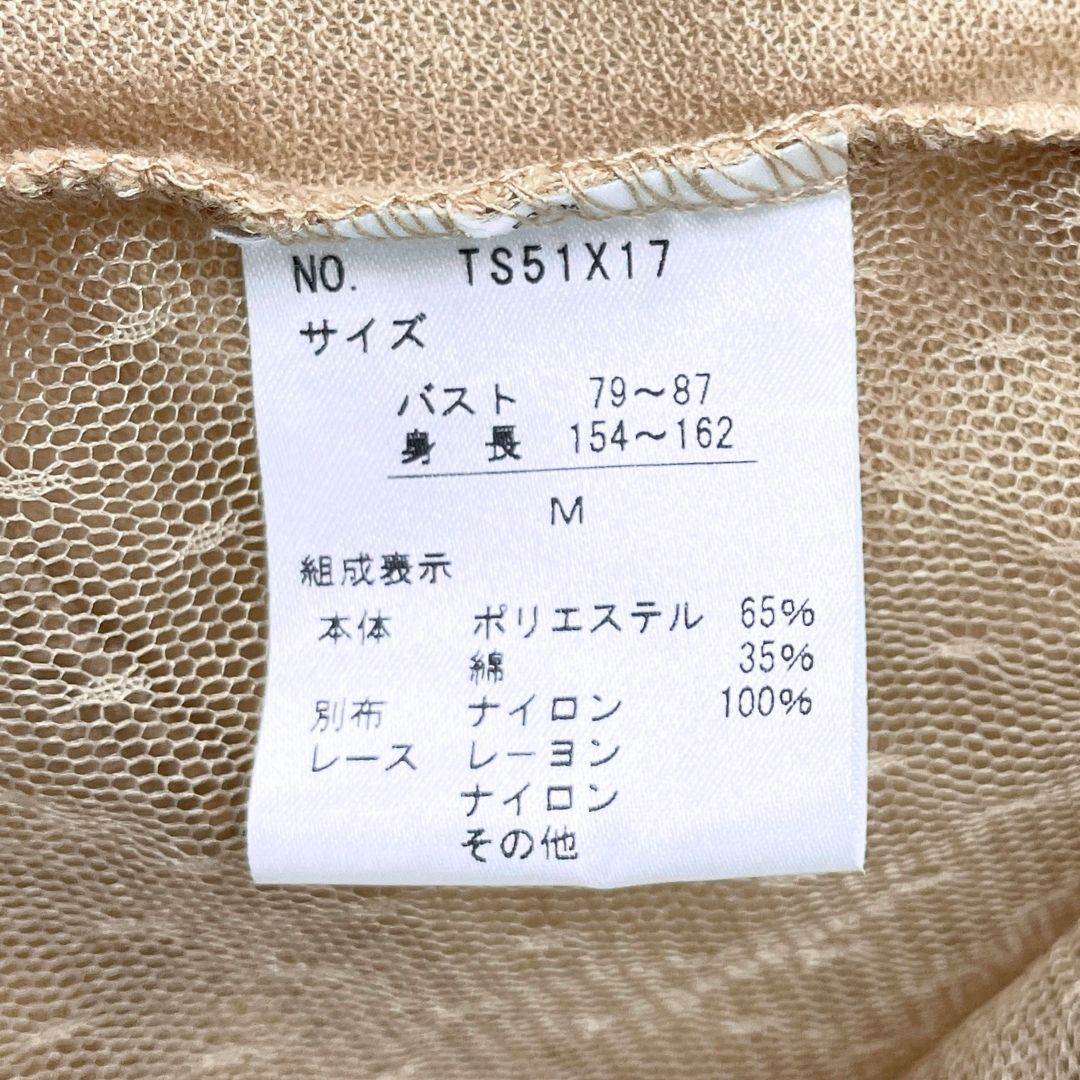 NO. TS51X17
サイズ
バスト 79～87
身長 154～162
M
組成表示
本体 ポリエステル 65%
綿 35%
別布 ナイロン 100%
レース レーヨン
ナイロン
その他